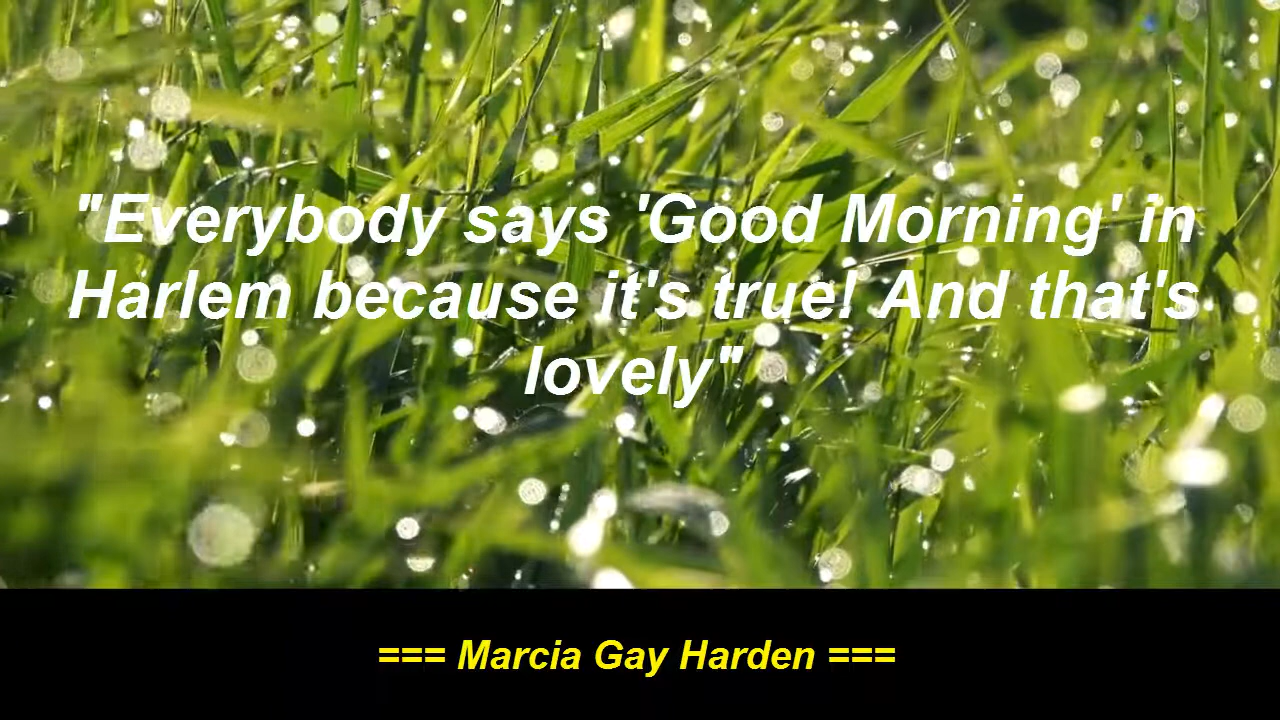 "Everybody says 'Good Morning' in
Harlem because it's true! And that's
lovely"
=== Marcia Gay Harden ===